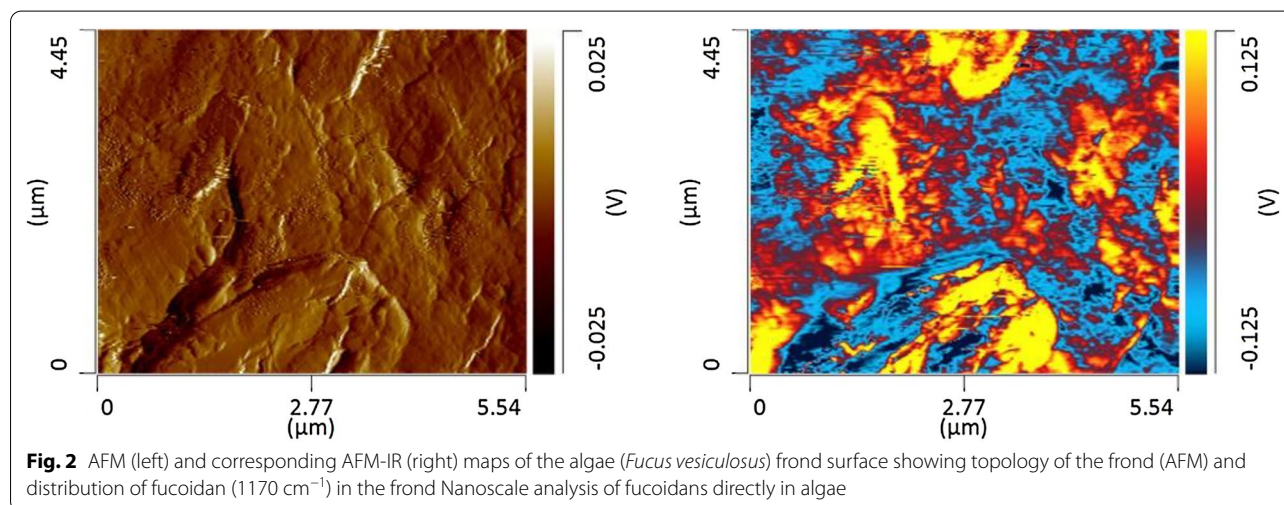 4.45
(µm)
0
0
2.77
5.54
(µm)
0.025
(V)
-0.025
4.45
(µm)
0
0
2.77
5.54
(µm)
0.125
(V)
-0.125
Fig. 2 AFM (left) and corresponding AFM-IR (right) maps of the algae (Fucus vesiculosus) frond surface showing topology of the frond (AFM) and
distribution of fucoidan (1170 cm⁻¹) in the frond Nanoscale analysis of fucoidans directly in algae